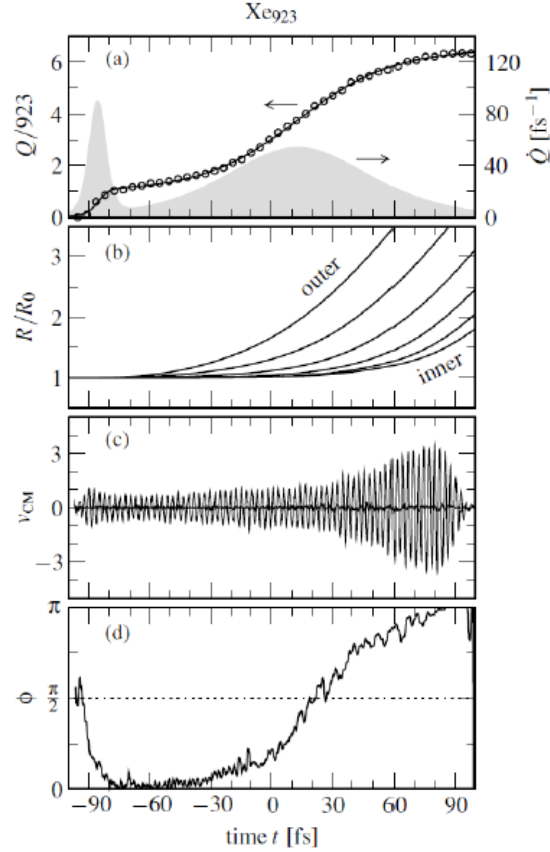 Xe923
(a)
6
4
2
0
Q/923
120
80
40
0
Q̇ [fs−1]
(b)
3
2
1
R/R0
outer
inner
(c)
3
0
−3
vCM
(d)
π
π/2
0
ϕ
−90 −60 −30 0 30 60 90
time t [fs]